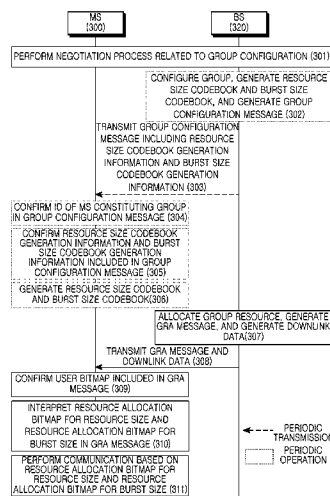 MS
(300)
BS
(320)
PERFORM NEGOTIATION PROCESS RELATED TO GROUP CONFIGURATION (301)
CONFIGURE GROUP, GENERATE RESOURCE
SIZE CODEBOOK AND BURST SIZE
CODEBOOK, AND GENERATE GROUP
CONFIGURATION MESSAGE (302)
TRANSMIT GROUP CONFIGURATION
MESSAGE INCLUDING RESOURCE
SIZE CODEBOOK GENERATION
INFORMATION AND BURST SIZE
CODEBOOK GENERATION
INFORMATION (303)
CONFIRM ID OF MS CONSTITUTING GROUP
IN GROUP CONFIGURATION MESSAGE (304)
CONFIRM RESOURCE SIZE CODEBOOK
GENERATION INFORMATION AND BURST
SIZE CODEBOOK GENERATION
INFORMATION INCLUDED IN GROUP
CONFIGURATION MESSAGE (305)
GENERATE RESOURCE SIZE CODEBOOK
AND BURST SIZE CODEBOOK(306)
ALLOCATE GROUP RESOURCE, GENERATE
GRA MESSAGE, AND GENERATE DOWNLINK
DATA(307)
TRANSMIT GRA MESSAGE AND
DOWNLINK DATA (308)
CONFIRM USER BITMAP INCLUDED IN GRA
MESSAGE (309)
INTERPRET RESOURCE ALLOCATION
BITMAP FOR RESOURCE SIZE AND
RESOURCE ALLOCATION BITMAP FOR
BURST SIZE IN GRA MESSAGE (310)
PERIODIC
TRANSMISSION
PERIODIC
OPERATION
PERFORM COMMUNICATION BASED ON
RESOURCE ALLOCATION BITMAP FOR
RESOURCE SIZE AND RESOURCE
ALLOCATION BITMAP FOR BURST SIZE (311)